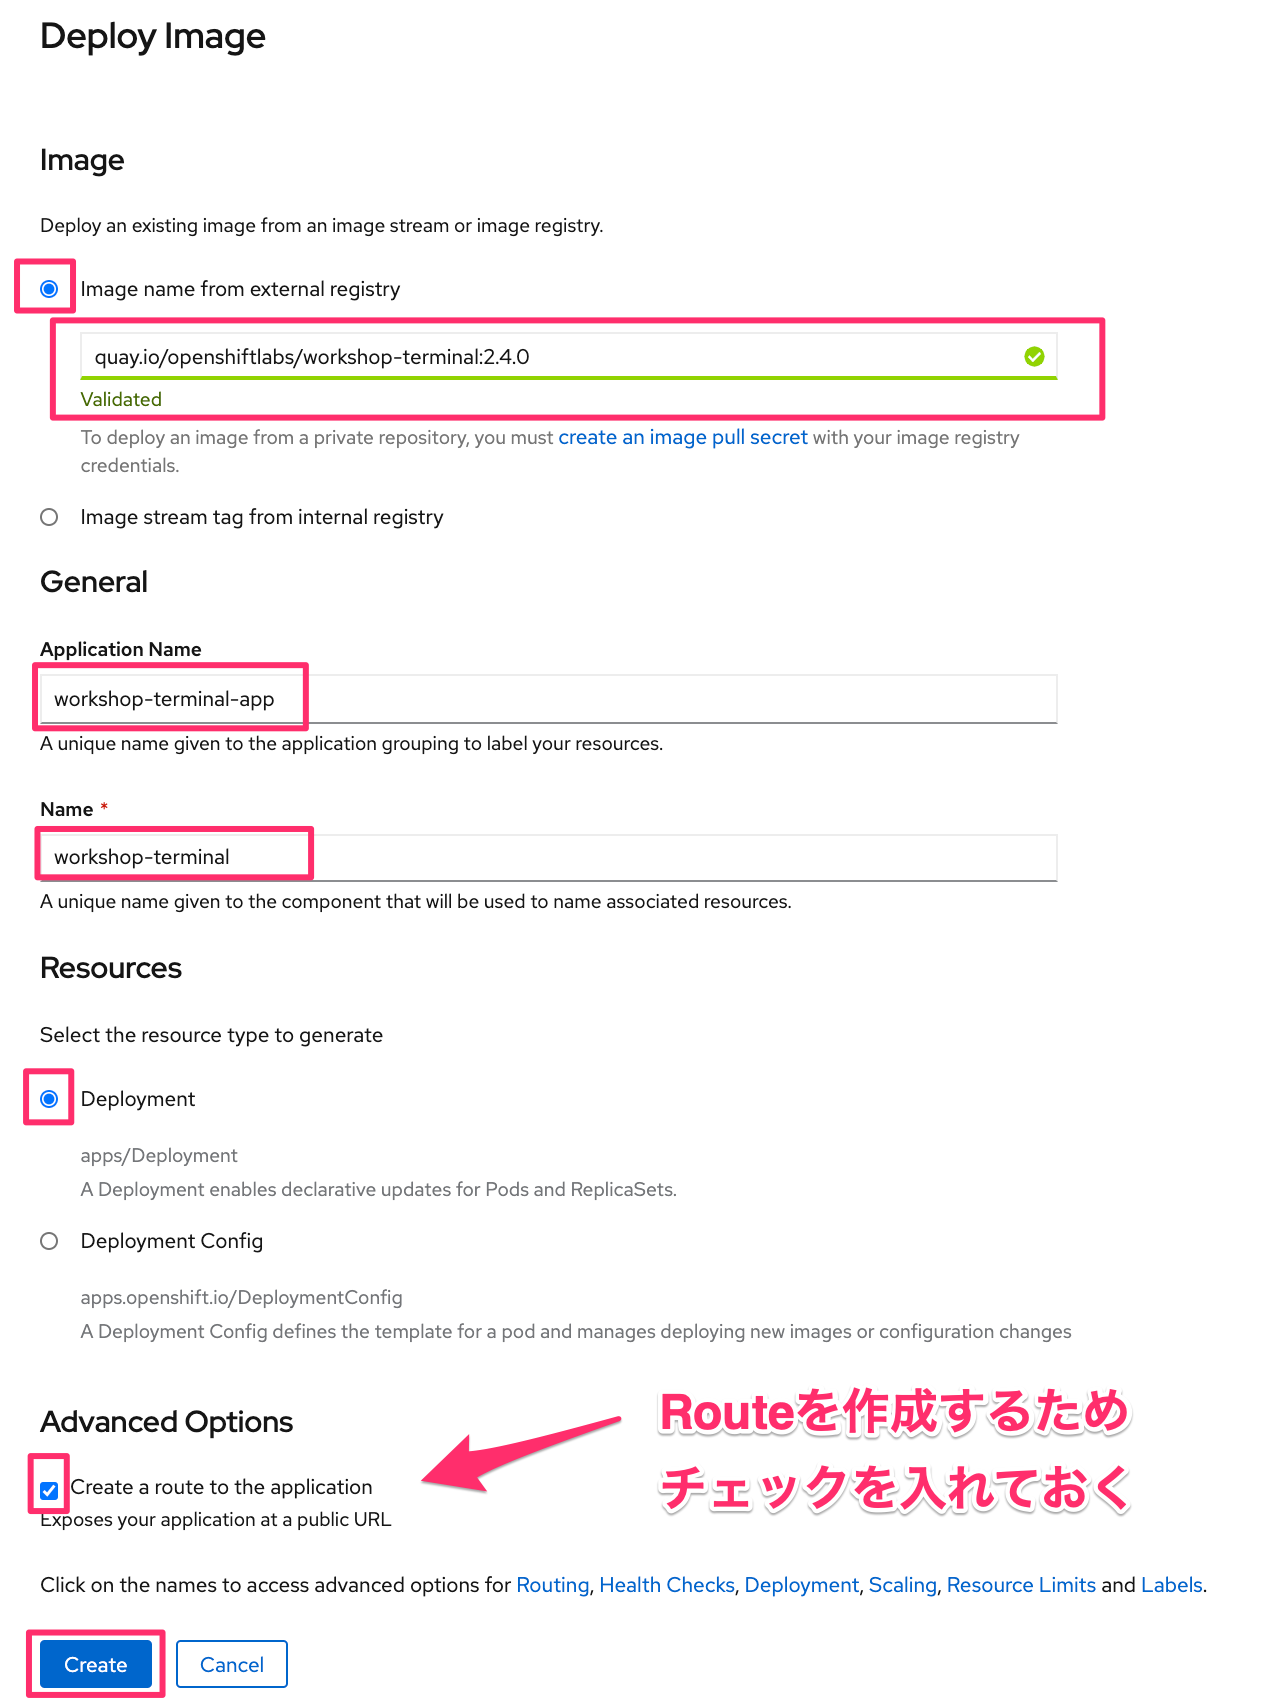 Deploy Image
Image
Deploy an existing image from an image stream or image registry.
Image name from external registry
quay.io/openshiftlabs/workshop-terminal:2.4.0
Validated
To deploy an image from a private repository, you must create an image pull secret with your image registry
credentials.
Image stream tag from internal registry
General
Application Name
workshop-terminal-app
A unique name given to the application grouping to label your resources.
Name *
workshop-terminal
A unique name given to the component that will be used to name associated resources.
Resources
Select the resource type to generate
Deployment
apps/Deployment
A Deployment enables declarative updates for Pods and ReplicaSets.
Deployment Config
apps.openshift.io/DeploymentConfig
A Deployment Config defines the template for a pod and manages deploying new images or configuration changes
Advanced Options
Routeを作成するため
チェックを入れておく
Create a route to the application
Exposes your application at a public URL
Click on the names to access advanced options for Routing, Health Checks, Deployment, Scaling, Resource Limits and Labels.
Create
Cancel